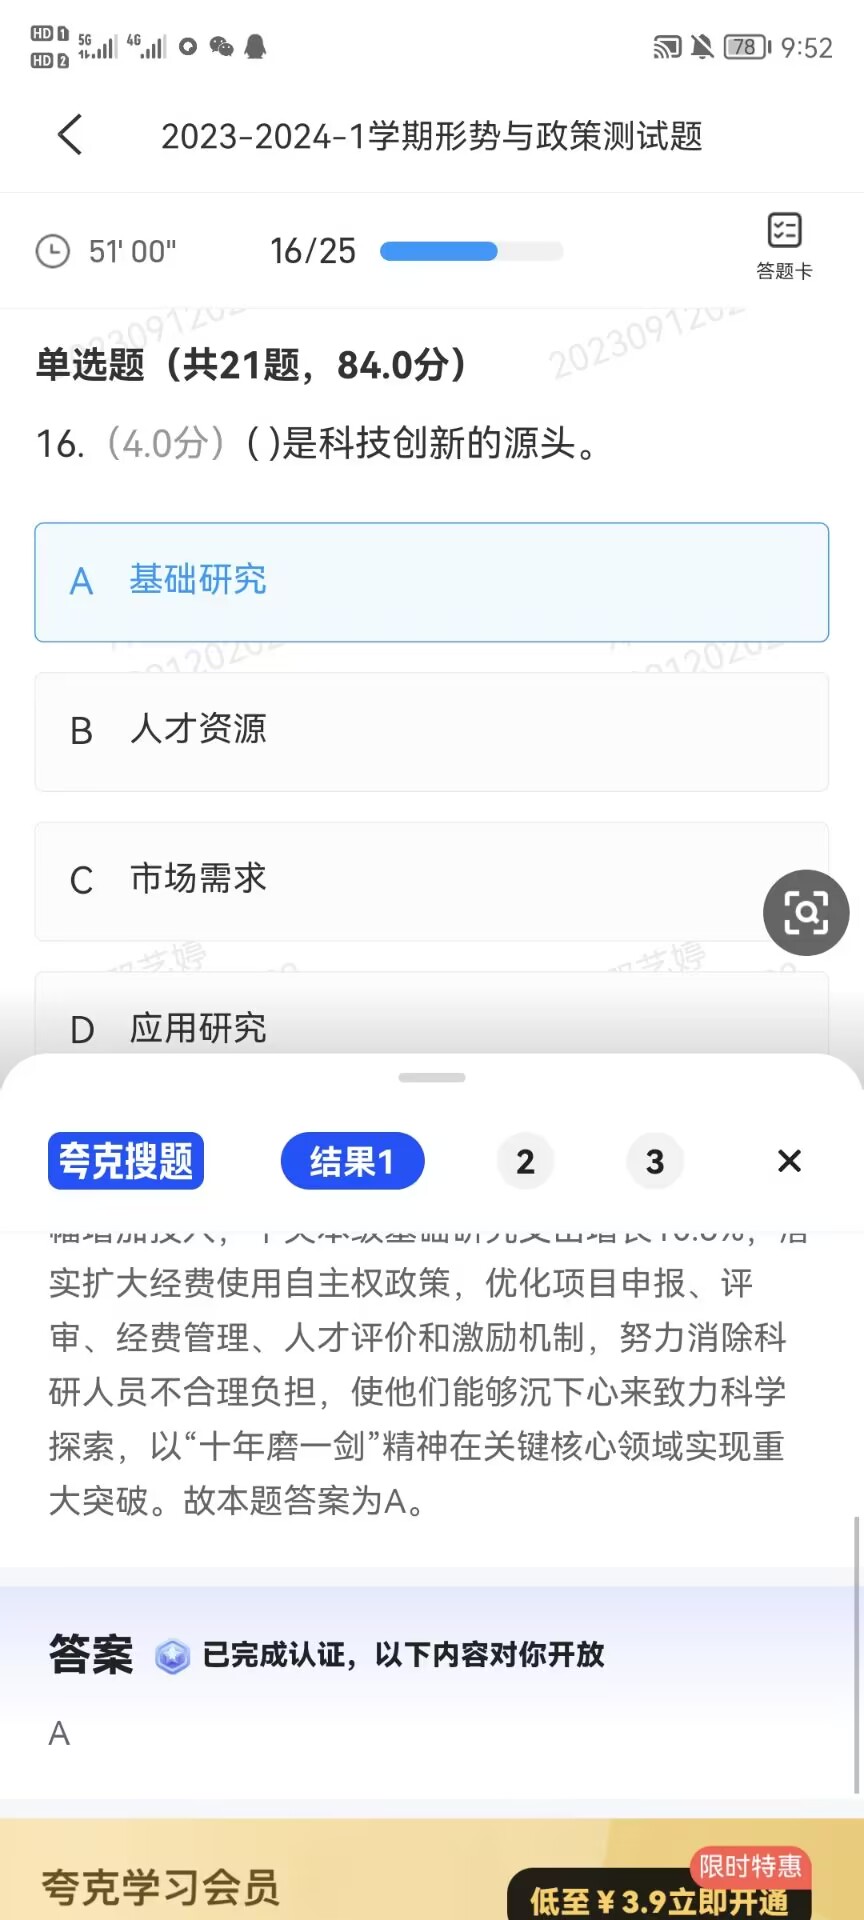 HD 1 5G 4G 78 9:52
HD 2
2023-2024-1学期形势与政策测试题
51' 00" 16/25
答题卡
单选题（共21题，84.0分）
16.（4.0分）( )是科技创新的源头。
A 基础研究
B 人才资源
C 市场需求
D 应用研究
夸克搜题 结果1 2 3
实扩大经费使用自主权政策，优化项目申报、评
审、经费管理、人才评价和激励机制，努力消除科
研人员不合理负担，使他们能够沉下心来致力科学
探索，以“十年磨一剑”精神在关键核心领域实现重
大突破。故本题答案为A。
答案 已完成认证，以下内容对你开放
A
限时特惠
夸克学习会员 低至￥3.9立即开通